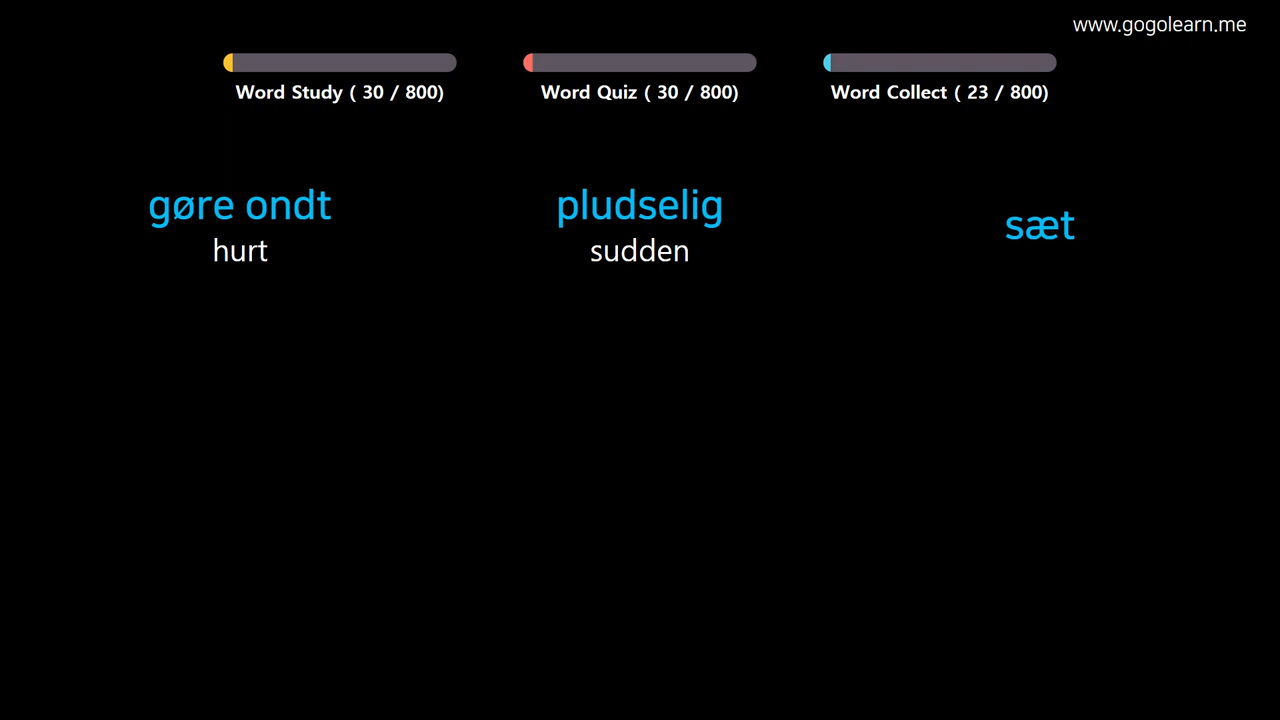 www.gogolearn.me
Word Study ( 30 / 800)
Word Quiz ( 30 / 800)
Word Collect ( 23 / 800)
gøre ondt
hurt
pludselig
sudden
sæt